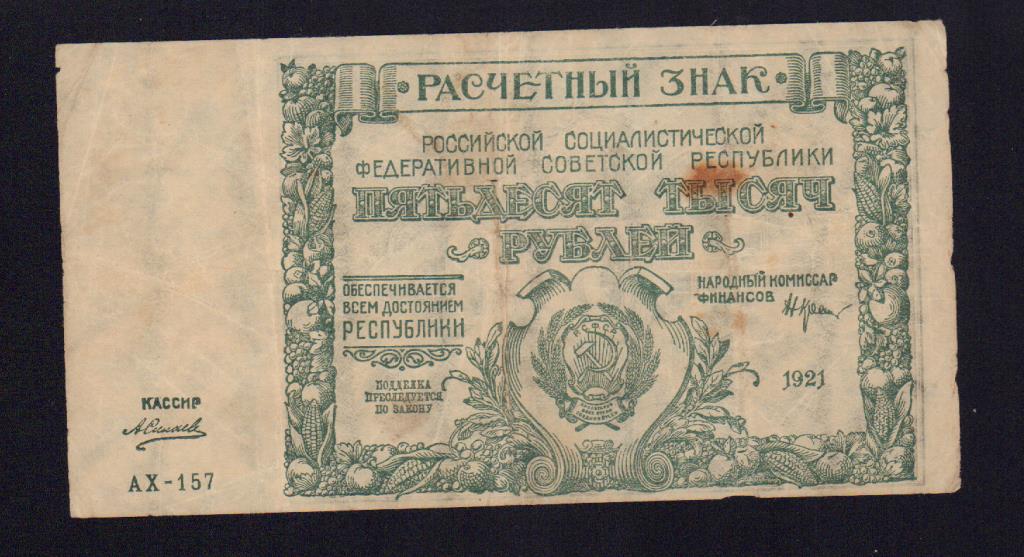 РАСЧЕТНЫЙ ЗНАК
РОССИЙСКОЙ СОЦИАЛИСТИЧЕСКОЙ
ФЕДЕРАТИВНОЙ СОВЕТСКОЙ РЕСПУБЛИКИ
ПЯТЬДЕСЯТ ТЫСЯЧ
РУБЛЕЙ
ОБЕСПЕЧИВАЕТСЯ
ВСЕМ ДОСТОЯНИЕМ
РЕСПУБЛИКИ
НАРОДНЫЙ КОМИССАР
ФИНАНСОВ
ПОДДЕЛКА
ПРЕСЛЕДУЕТСЯ
ПО ЗАКОНУ
1921
КАССИР
АХ-157